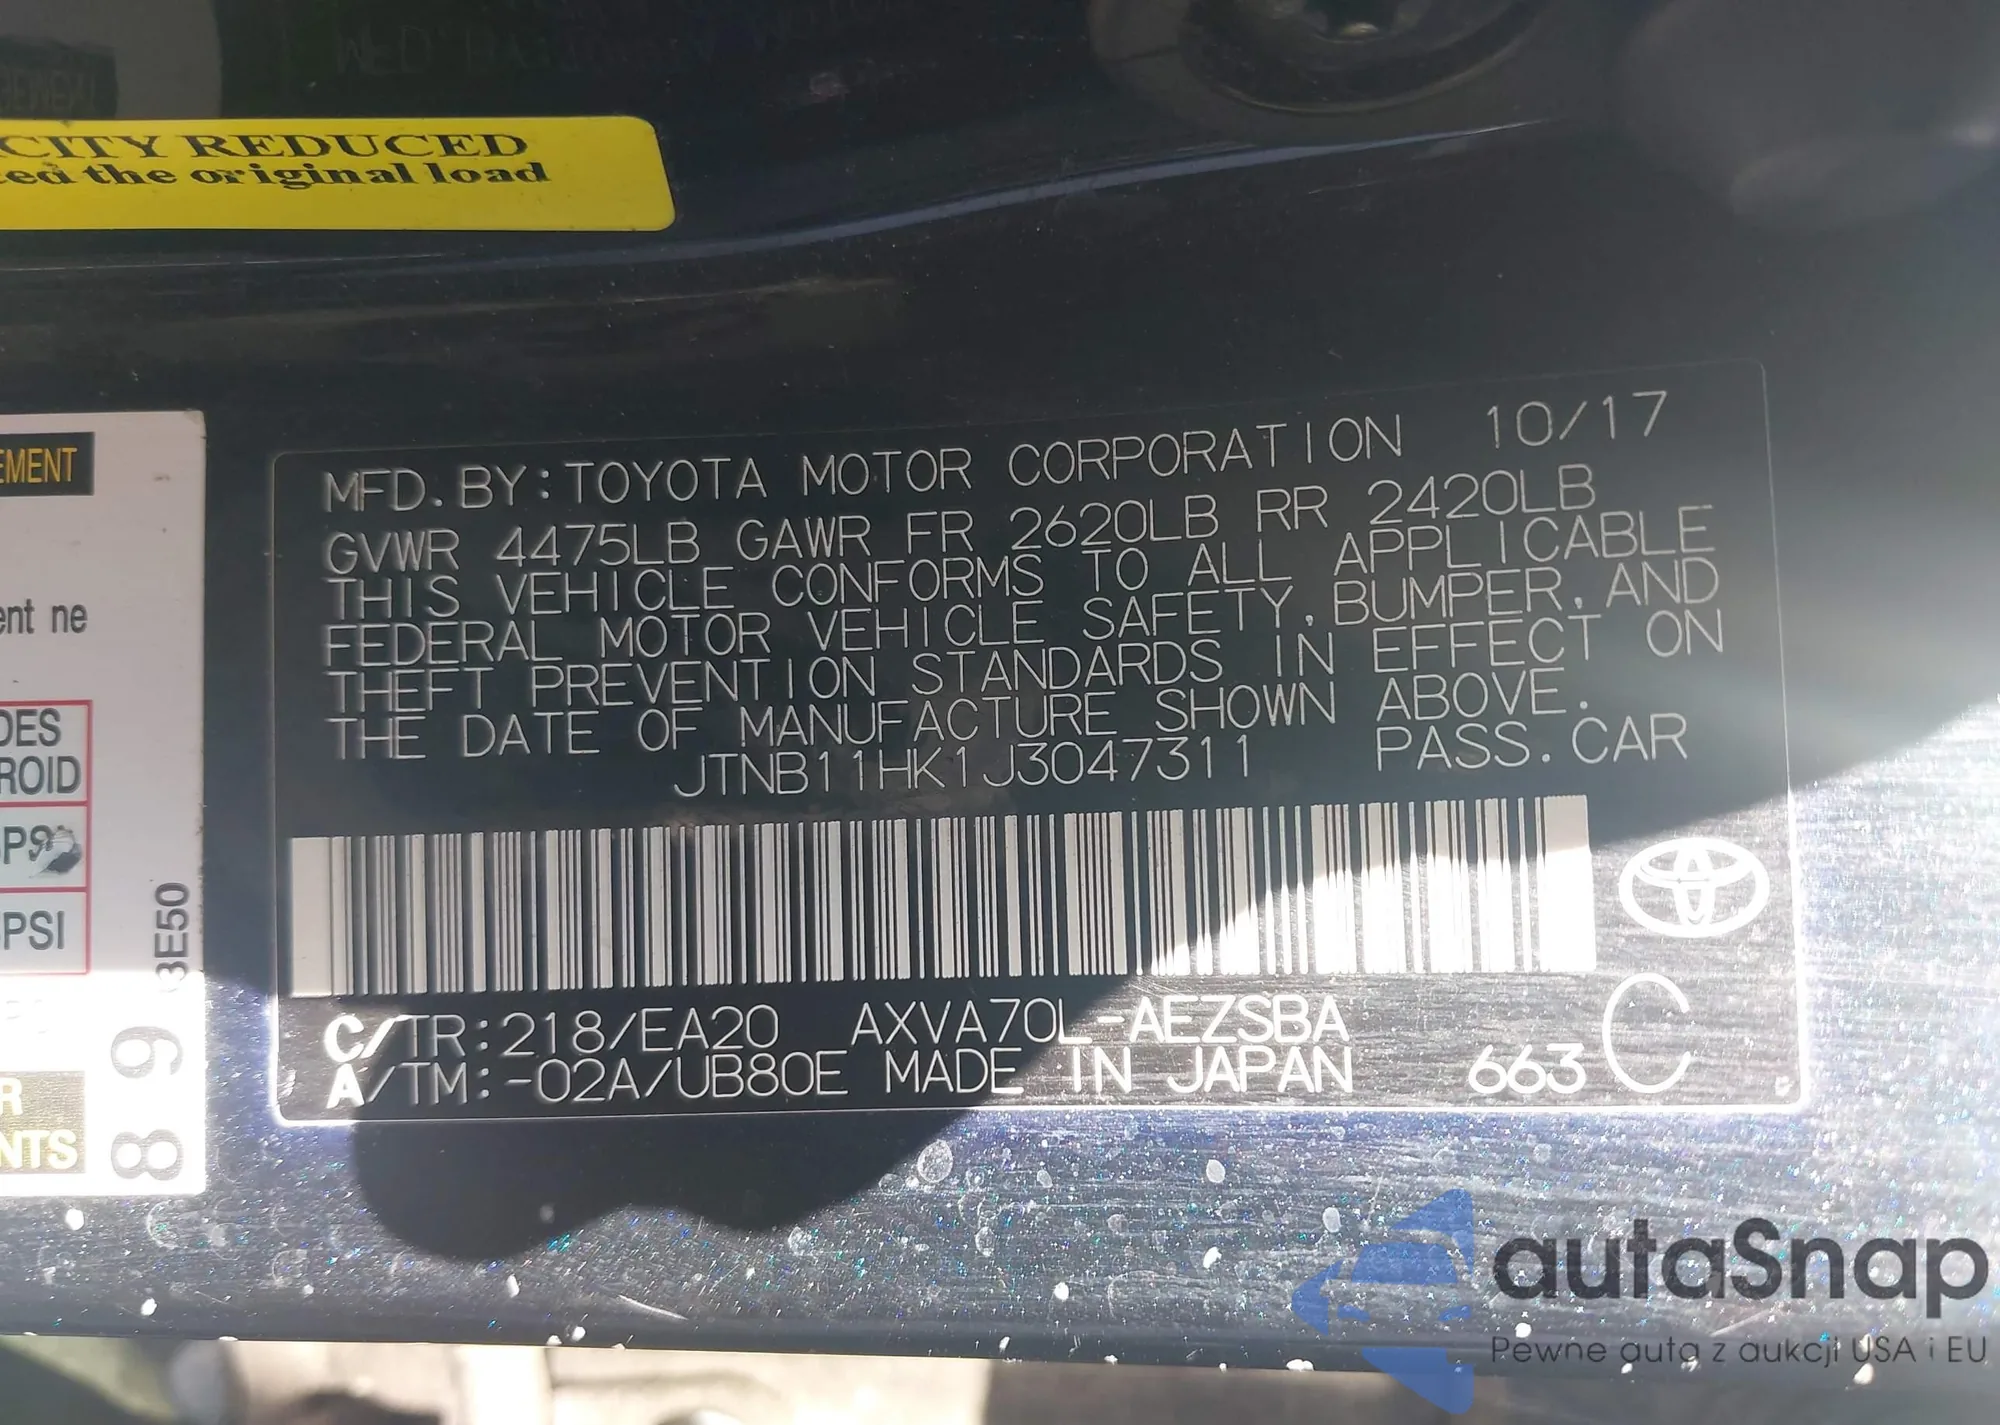 CITY REDUCED
ed the original load
EMENT
ent ne
DES
ROID
PSI
3E50
89
R
NTS
MFD. BY: TOYOTA MOTOR CORPORATION 10/17
GVWR 4475LB GAWR FR 2620LB RR 2420LB
THIS VEHICLE CONFORMS TO ALL APPLICABLE
FEDERAL MOTOR VEHICLE SAFETY, BUMPER, AND
THEFT PREVENTION STANDARDS IN EFFECT ON
THE DATE OF MANUFACTURE SHOWN ABOVE.
JTNB11HK1J3047311 PASS. CAR
C/TR:218/EA20 AXVA70L-AEZSBA
A/TM:-02A/UB80E MADE IN JAPAN 663 C
autaSnap
Pewne auta z aukcji USA i EU